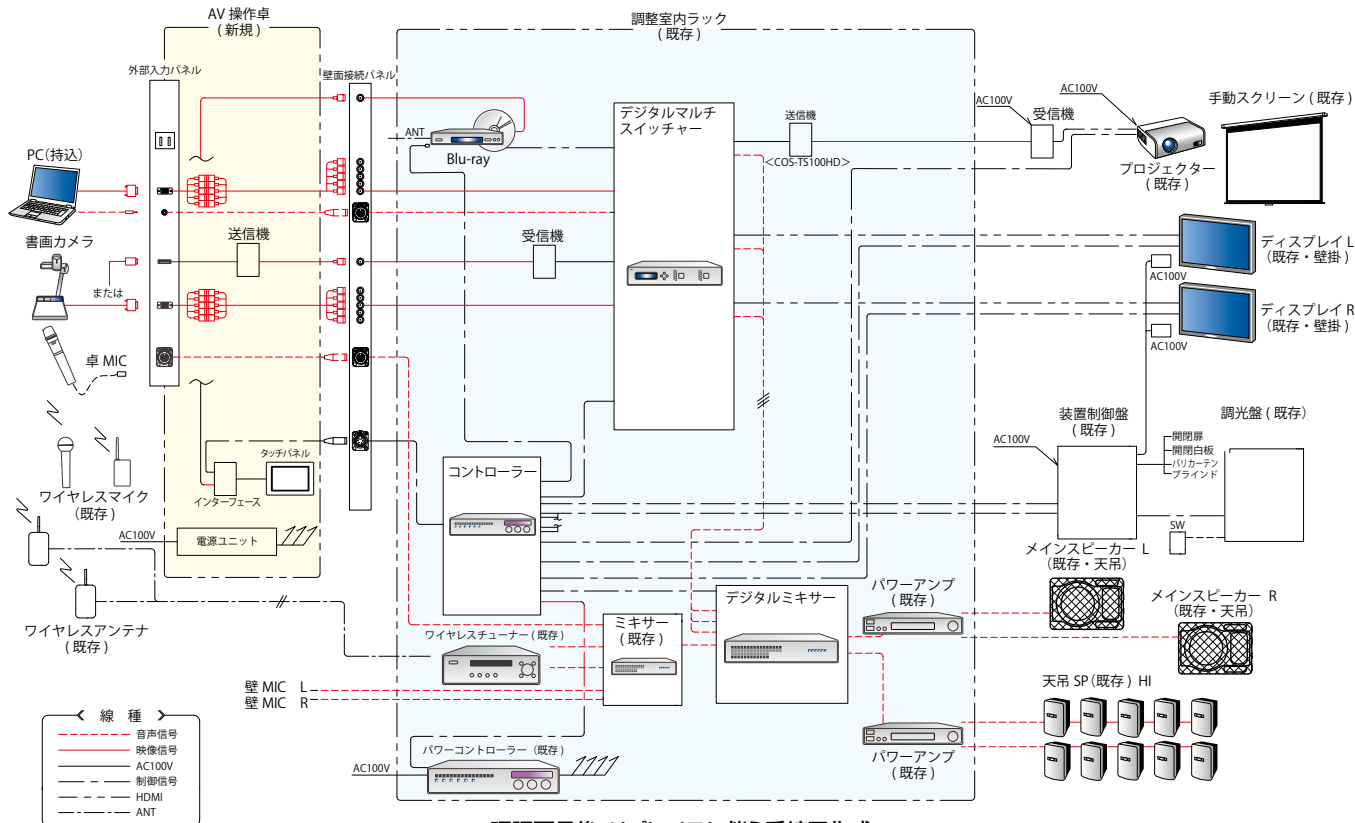 AV 操作卓
( 新規 )
調整室内ラック
( 既存 )
外部入力パネル
壁面接続パネル
デジタルマルチ
スイッチャー
送信機
<COS-TS100HD>
AC100V
受信機
AC100V
手動スクリーン ( 既存 )
プロジェクター
( 既存 )
ANT
Blu-ray
PC(持込)
書画カメラ
または
送信機
受信機
ディスプレイ L
(既存・壁掛 )
AC100V
ディスプレイ R
(既存・壁掛 )
AC100V
卓 MIC
ワイヤレスマイク
(既存 )
タッチパネル
インターフェース
AC100V
電源ユニット
ワイヤレスアンテナ
(既存 )
コントローラー
装置制御盤
( 既存 )
AC100V
開閉扉
開閉白板
バリカーテン
ブラインド
調光盤 ( 既存)
SW
メインスピーカー L
(既存・天吊)
メインスピーカー R
(既存・天吊)
パワーアンプ
( 既存 )
デジタルミキサー
ミキサー
( 既存 )
ワイヤレスチューナー ( 既存 )
壁 MIC L
壁 MIC R
天吊 SP(既存 ) HI
パワーアンプ
( 既存 )
パワーコントローラー (既存 )
AC100V
線 種
音声信号
映像信号
AC100V
制御信号
HDMI
ANT